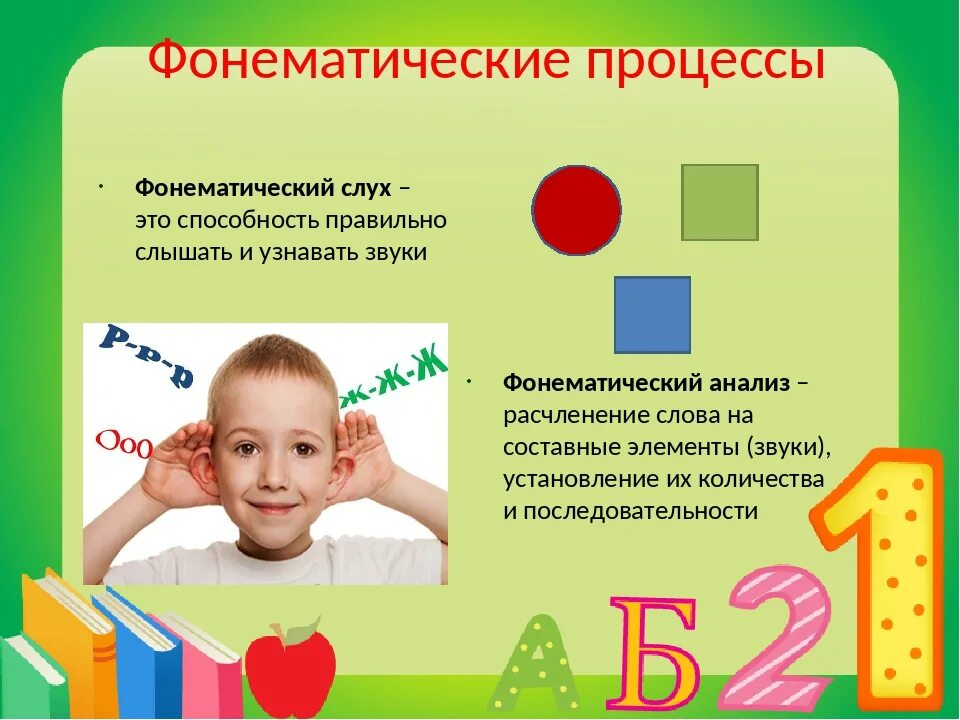 Фонематические процессы
• Фонематический слух –
это способность правильно
слышать и узнавать звуки
Р-р-р
ж-Ж-Ж
Ооо
• Фонематический анализ –
расчленение слова на
составные элементы (звуки),
установление их количества
и последовательности
А Б 2 1